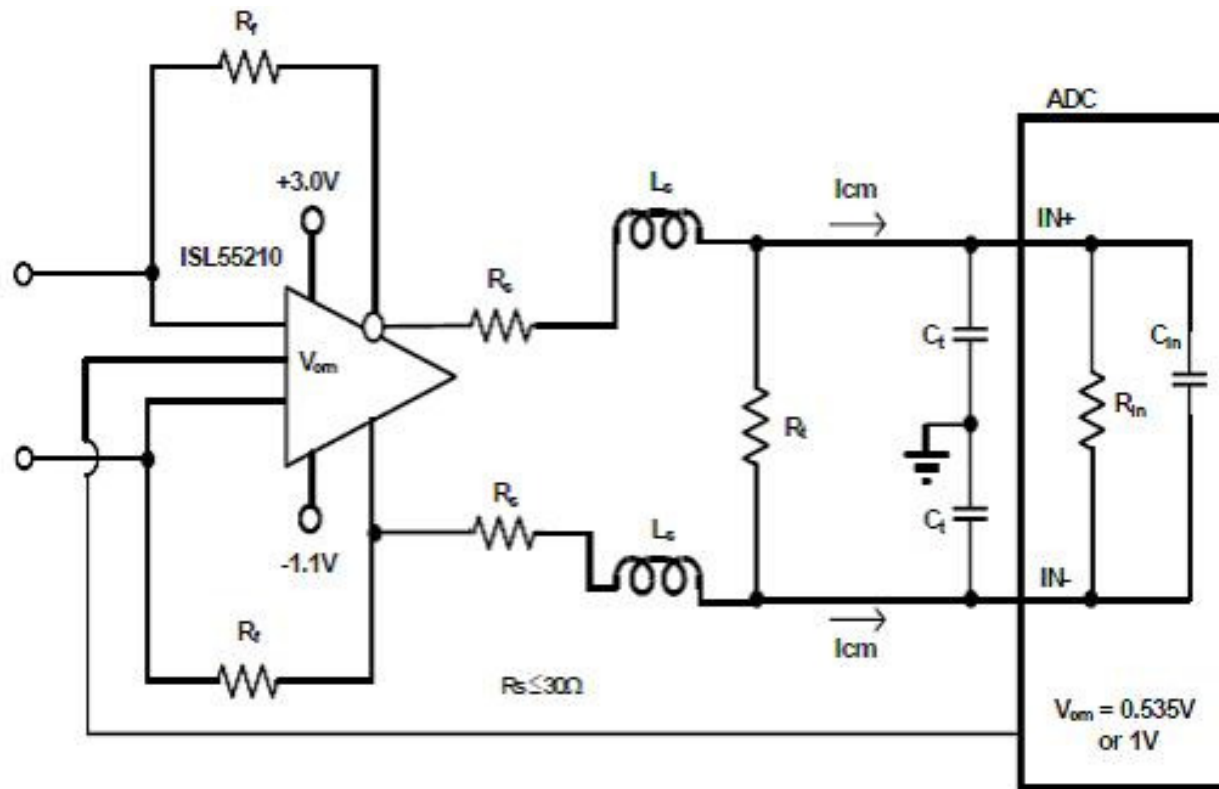 Rf
ADC
+3.0V
Ls
Icm
ISL55210
IN+
Rs
Vom
Ct
Cin
Rt
Rin
-1.1V
Rs
Ls
Ct
IN-
Rf
Icm
Rs≤30Ω
Vom = 0.535V
or 1V